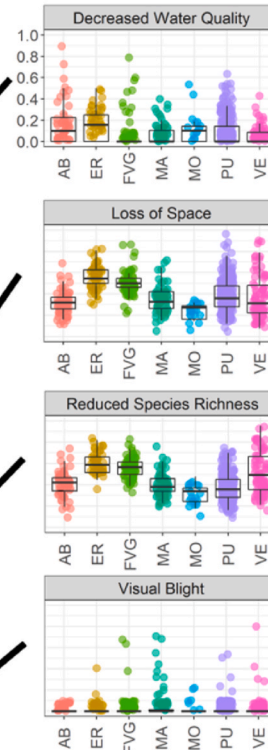 Decreased Water Quality
1.0
0.8
0.6
0.4
0.2
0.0
AB ER FVG MA MO PU VE
Loss of Space
AB ER FVG MA MO PU VE
Reduced Species Richness
AB ER FVG MA MO PU VE
Visual Blight
AB ER FVG MA MO PU VE